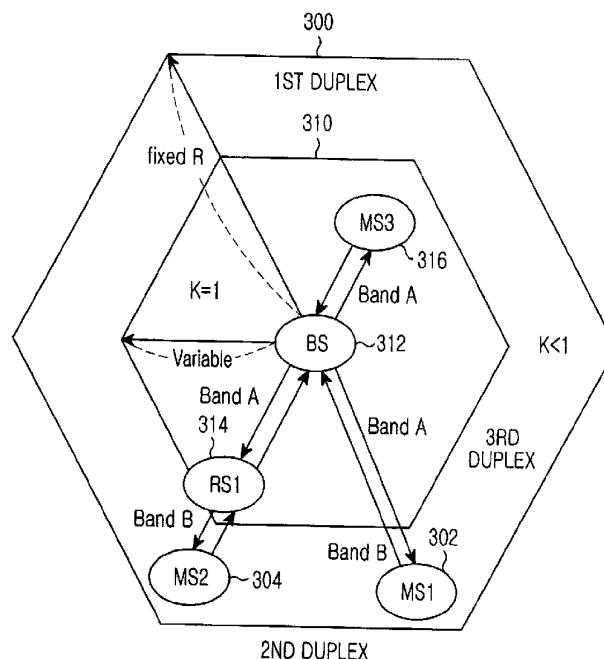 300
1ST DUPLEX
310
fixed R
MS3
316
K=1
Band A
BS
312
K<1
Variable
Band A
Band A
314
3RD
DUPLEX
RS1
Band B
302
Band B
MS2
304
MS1
2ND DUPLEX